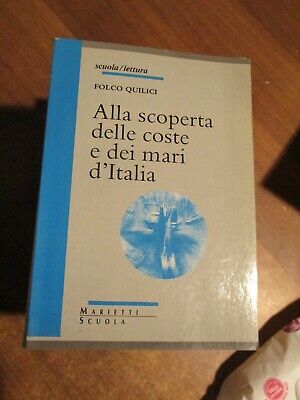 scuola/lettura
FOLCO QUILICI
Alla scoperta
delle coste
e dei mari
d'Italia
MARIETTI
SCUOLA